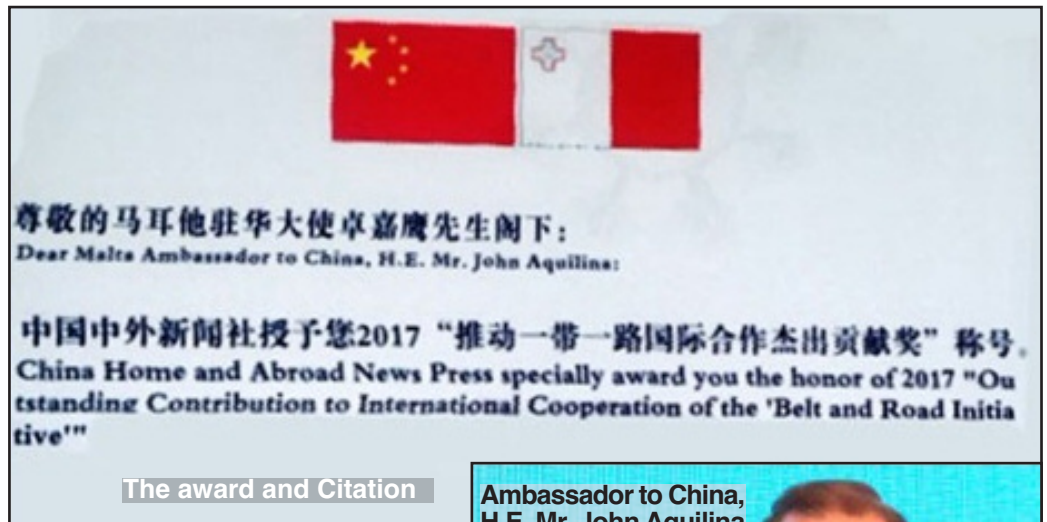 尊敬的马耳他驻华大使卓嘉鹰先生阁下：
Dear Malta Ambassador to China, H.E. Mr. John Aquilina:
中国中外新闻社授予您2017“推动一带一路国际合作杰出贡献奖”称号。
China Home and Abroad News Press specially award you the honor of 2017 "Ou
tstanding Contribution to International Cooperation of the 'Belt and Road Initia
tive'"
The award and Citation
Ambassador to China,
H.E. Mr. John Aquilina